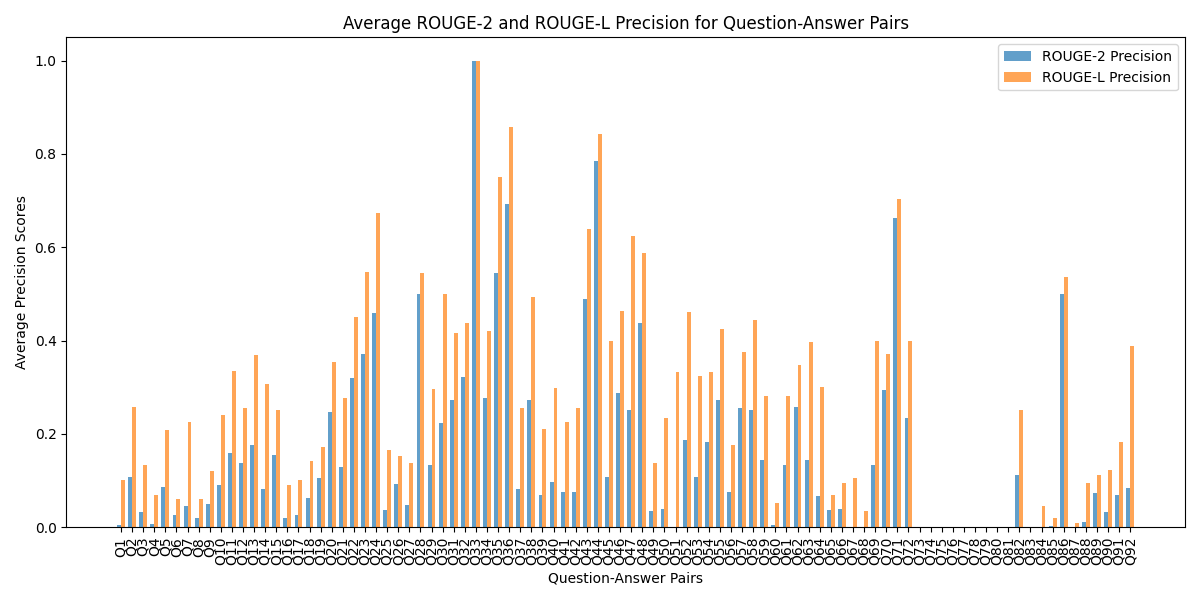 Average ROUGE-2 and ROUGE-L Precision for Question-Answer Pairs
ROUGE-2 Precision
ROUGE-L Precision
Average Precision Scores
1.0
0.8
0.6
0.4
0.2
0.0
Q1 Q2 Q3 Q4 Q5 Q6 Q7 Q8 Q9 Q10 Q11 Q12 Q13 Q14 Q15 Q16 Q17 Q18 Q19 Q20 Q21 Q22 Q23 Q24 Q25 Q26 Q27 Q28 Q29 Q30 Q31 Q32 Q33 Q34 Q35 Q36 Q37 Q38 Q39 Q40 Q41 Q42 Q43 Q44 Q45 Q46 Q47 Q48 Q49 Q50 Q51 Q52 Q53 Q54 Q55 Q56 Q57 Q58 Q59 Q60 Q61 Q62 Q63 Q64 Q65 Q66 Q67 Q68 Q69 Q70 Q71 Q72 Q73 Q74 Q75 Q76 Q77 Q78 Q79 Q80 Q81 Q82 Q83 Q84 Q85 Q86 Q87 Q88 Q89 Q90 Q91 Q92
Question-Answer Pairs